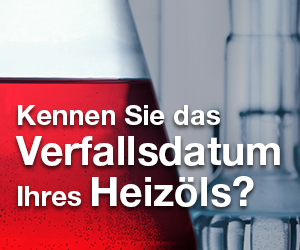 Kennen Sie das
Verfallsdatum
Ihres Heizöls?